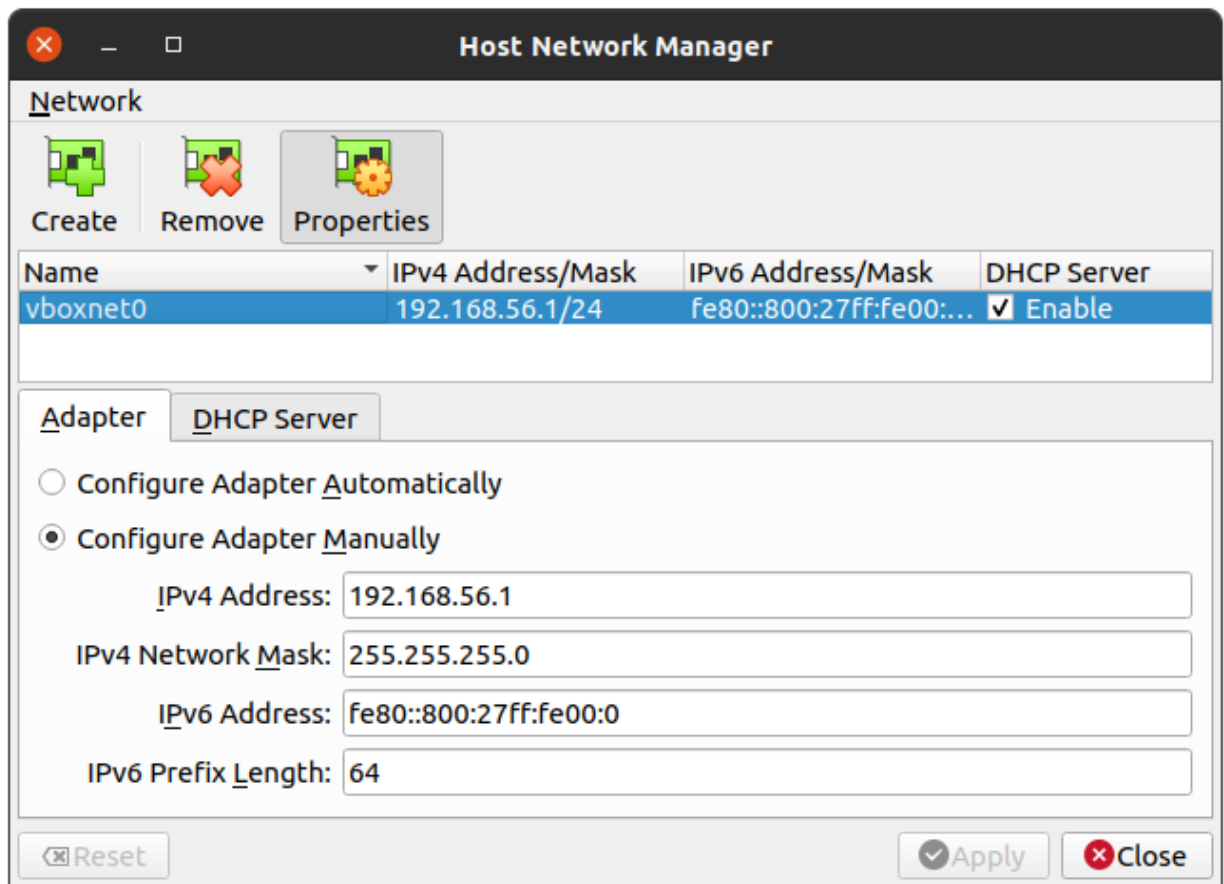 Host Network Manager
Network
Create Remove Properties
Name IPv4 Address/Mask IPv6 Address/Mask DHCP Server
vboxnet0 192.168.56.1/24 fe80::800:27ff:fe00:... Enable
Adapter DHCP Server
Configure Adapter Automatically
Configure Adapter Manually
IPv4 Address: 192.168.56.1
IPv4 Network Mask: 255.255.255.0
IPv6 Address: fe80::800:27ff:fe00:0
IPv6 Prefix Length: 64
Reset Apply Close